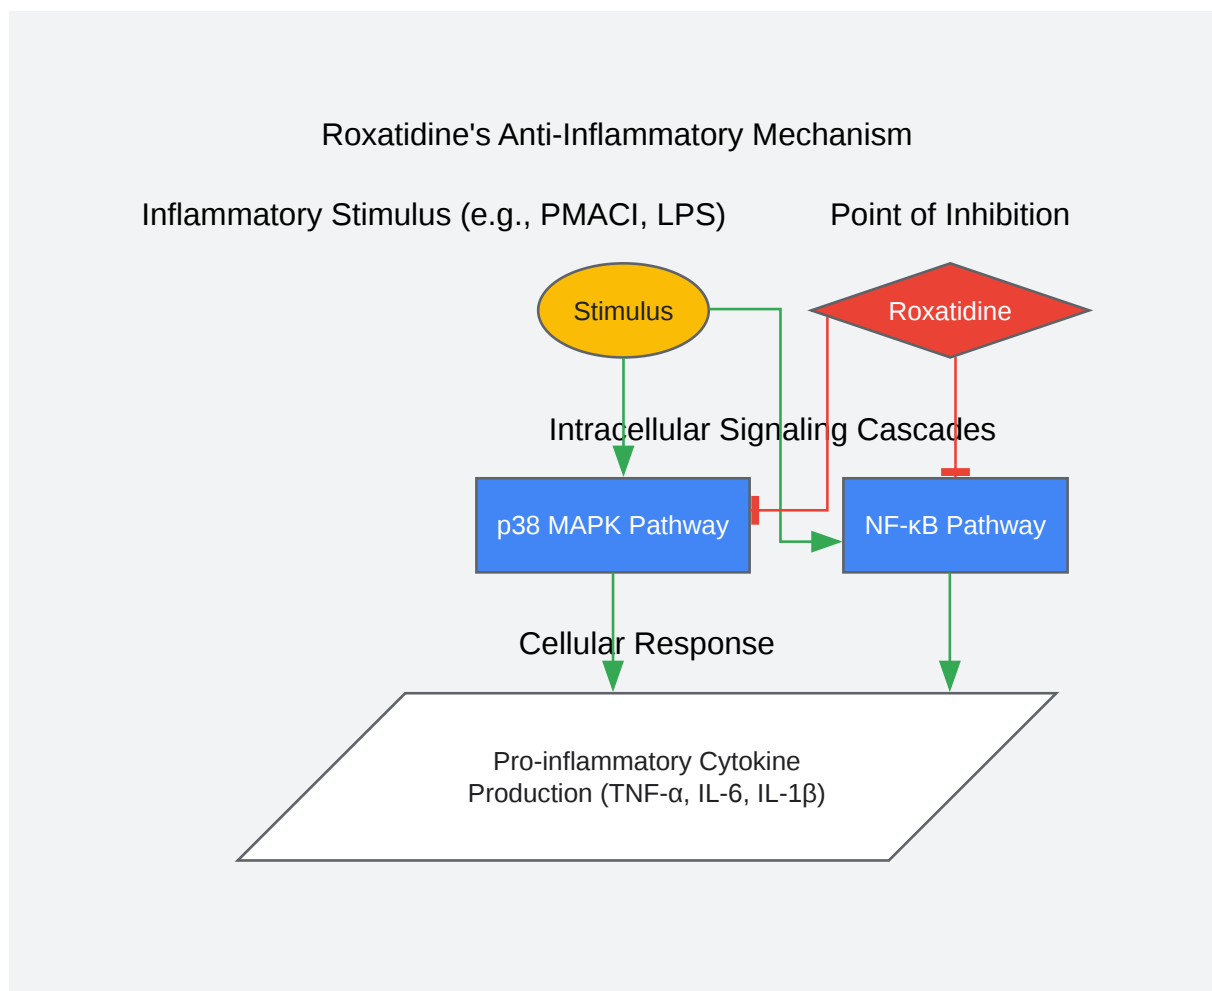 Roxatidine's Anti-Inflammatory Mechanism
Inflammatory Stimulus (e.g., PMACI, LPS)
Point of Inhibition
Stimulus
Roxatidine
Intracellular Signaling Cascades
p38 MAPK Pathway
NF-κB Pathway
Cellular Response
Pro-inflammatory Cytokine
Production (TNF-α, IL-6, IL-1β)